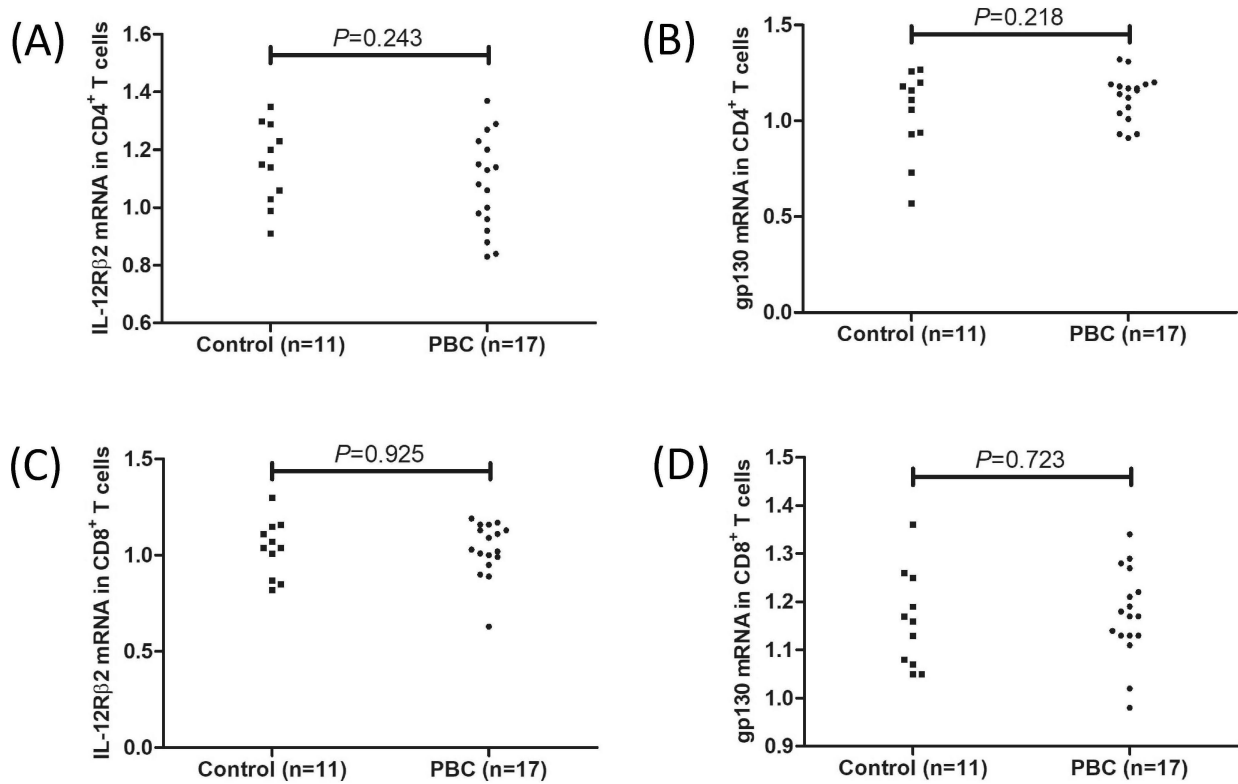 (A)
IL-12Rβ2 mRNA in CD4⁺ T cells
1.6
1.4
1.2
1.0
0.8
0.6
P=0.243
Control (n=11)
PBC (n=17)
(B)
gp130 mRNA in CD4⁺ T cells
1.5
1.0
0.5
0.0
P=0.218
Control (n=11)
PBC (n=17)
(C)
IL-12Rβ2 mRNA in CD8⁺ T cells
1.5
1.0
0.5
0.0
P=0.925
Control (n=11)
PBC (n=17)
(D)
gp130 mRNA in CD8⁺ T cells
1.5
1.4
1.3
1.2
1.1
1.0
0.9
P=0.723
Control (n=11)
PBC (n=17)